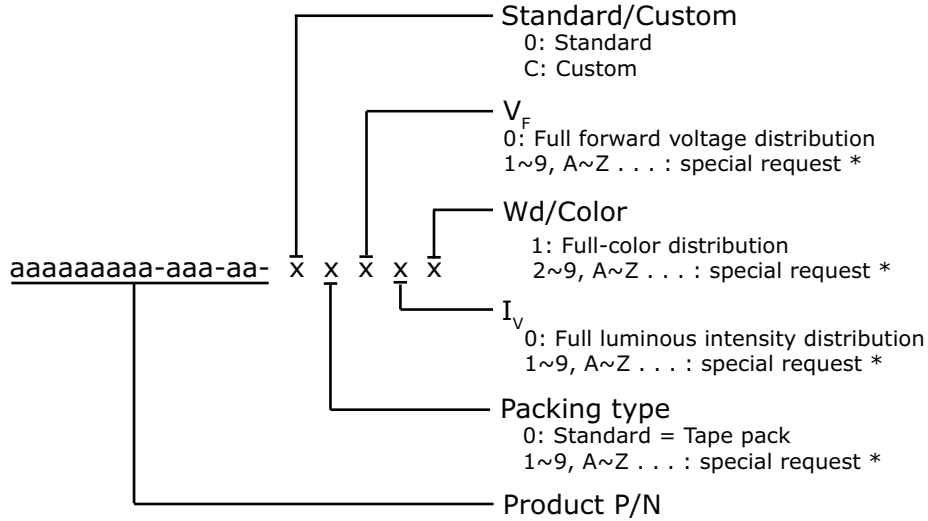 Standard/Custom
0: Standard
C: Custom
VF
0: Full forward voltage distribution
1~9, A~Z . . . : special request *
Wd/Color
1: Full-color distribution
2~9, A~Z . . . : special request *
aaaaaaaaa-aaa-aa- x x x x x
IV
0: Full luminous intensity distribution
1~9, A~Z . . . : special request *
Packing type
0: Standard = Tape pack
1~9, A~Z . . . : special request *
Product P/N